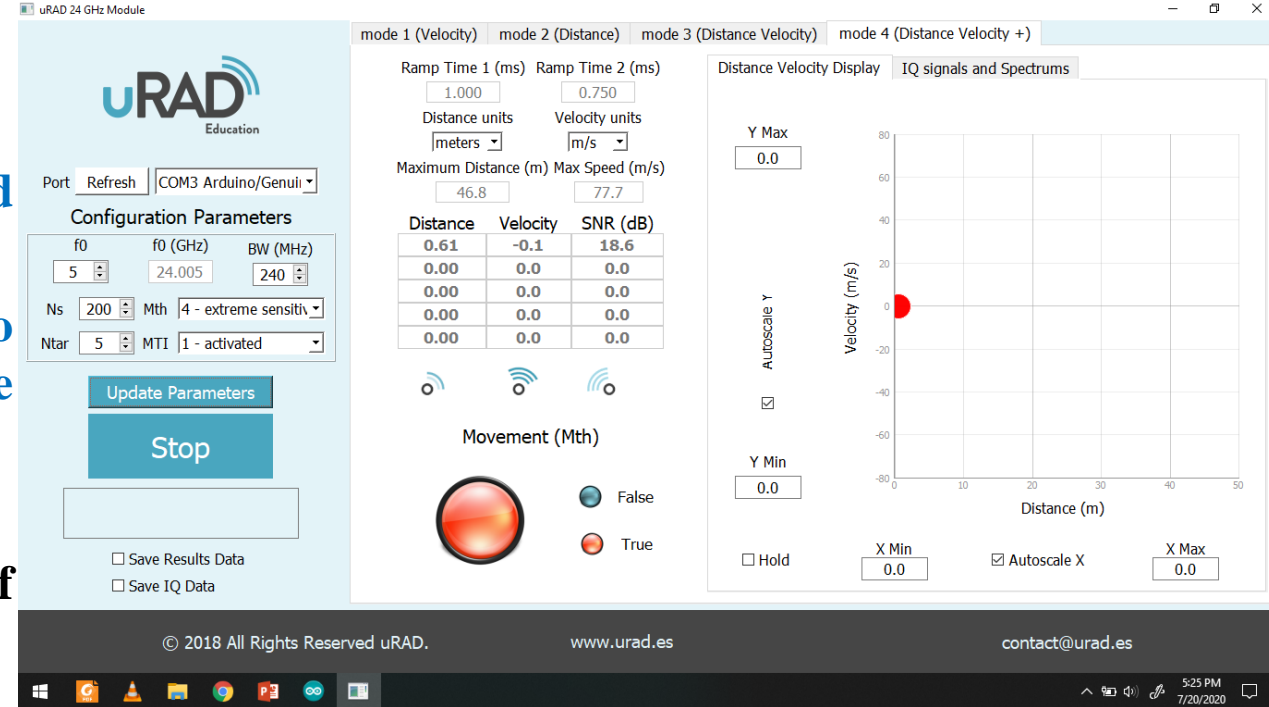 uRAD 24 GHz Module
mode 1 (Velocity) mode 2 (Distance) mode 3 (Distance Velocity) mode 4 (Distance Velocity +)
uRAD
Education
Port Refresh COM3 Arduino/Genui
Configuration Parameters
f0 f0 (GHz) BW (MHz)
5 24.005 240
Ns 200 Mth 4 - extreme sensitiv
Ntar 5 MTI 1 - activated
Update Parameters
Stop
Save Results Data
Save IQ Data
Ramp Time 1 (ms) Ramp Time 2 (ms)
1.000 0.750
Distance units Velocity units
meters m/s
Maximum Distance (m) Max Speed (m/s)
46.8 77.7
Distance Velocity SNR (dB)
0.61 -0.1 18.6
0.00 0.0 0.0
0.00 0.0 0.0
0.00 0.0 0.0
0.00 0.0 0.0
Movement (Mth)
False
True
Distance Velocity Display IQ signals and Spectrums
Y Max
0.0
Autoscale Y
Y Min
0.0
Velocity (m/s)
80
60
40
20
0
-20
-40
-60
-80
0 10 20 30 40 50
Distance (m)
Hold X Min Autoscale X X Max
0.0 0.0
d
o
e
f
© 2018 All Rights Reserved uRAD. www.urad.es contact@urad.es
5:25 PM
7/20/2020